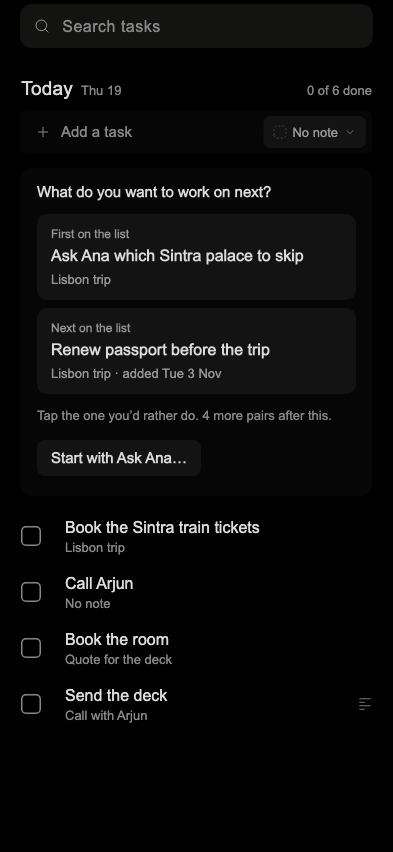 Search tasks
Today Thu 19
0 of 6 done
Add a task
No note
What do you want to work on next?
First on the list
Ask Ana which Sintra palace to skip
Lisbon trip
Next on the list
Renew passport before the trip
Lisbon trip · added Tue 3 Nov
Tap the one you’d rather do. 4 more pairs after this.
Start with Ask Ana…
Book the Sintra train tickets
Lisbon trip
Call Arjun
No note
Book the room
Quote for the deck
Send the deck
Call with Arjun